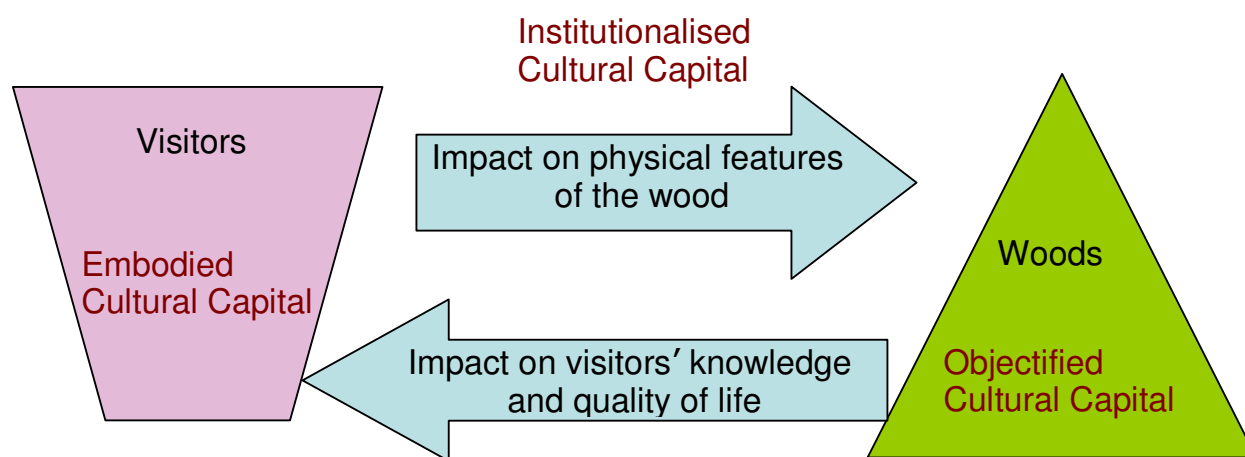 Institutionalised
Cultural Capital
Visitors
Impact on physical features
of the wood
Embodied
Cultural Capital
Woods
Impact on visitors’ knowledge
and quality of life
Objectified
Cultural Capital